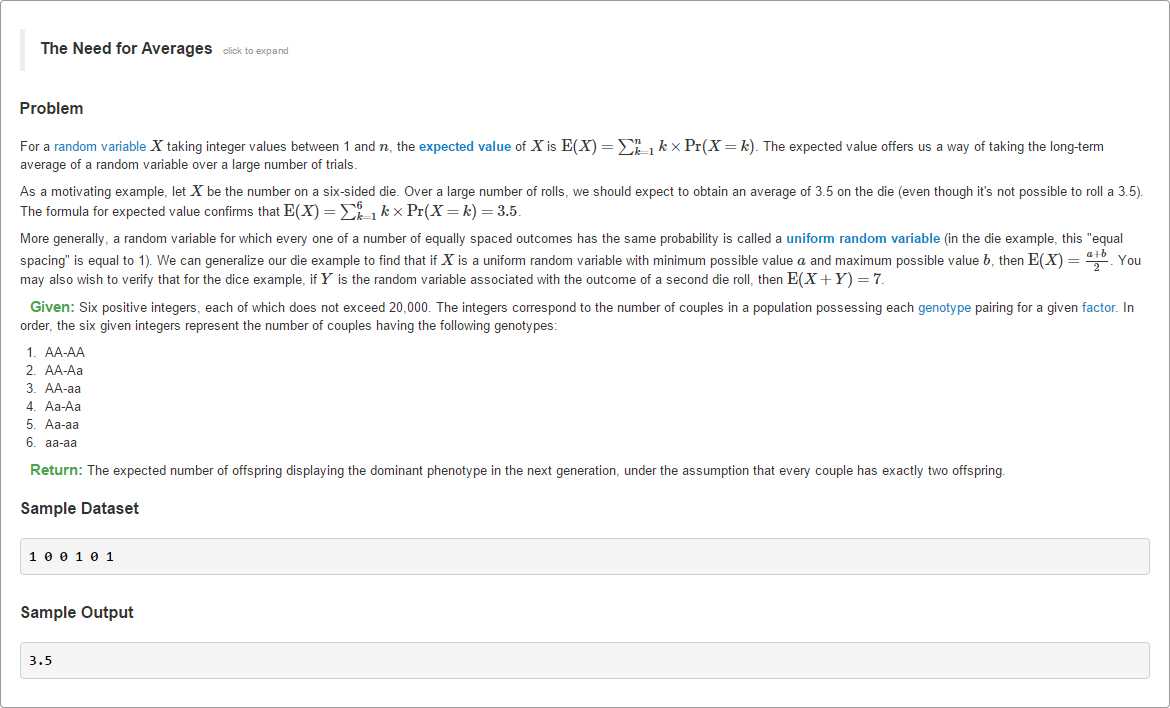 The Need for Averages click to expand
Problem
For a random variable X taking integer values between 1 and n, the expected value of X is E(X) = ∑ⁿₖ₌₁ k × Pr(X = k). The expected value offers us a way of taking the long-term
average of a random variable over a large number of trials.
As a motivating example, let X be the number on a six-sided die. Over a large number of rolls, we should expect to obtain an average of 3.5 on the die (even though it's not possible to roll a 3.5).
The formula for expected value confirms that E(X) = ∑⁶ₖ₌₁ k × Pr(X = k) = 3.5.
More generally, a random variable for which every one of a number of equally spaced outcomes has the same probability is called a uniform random variable (in the die example, this "equal
spacing" is equal to 1). We can generalize our die example to find that if X is a uniform random variable with minimum possible value a and maximum possible value b, then E(X) = a+b/2. You
may also wish to verify that for the dice example, if Y is the random variable associated with the outcome of a second die roll, then E(X + Y) = 7.
Given: Six positive integers, each of which does not exceed 20,000. The integers correspond to the number of couples in a population possessing each genotype pairing for a given factor. In
order, the six given integers represent the number of couples having the following genotypes:
1. AA-AA
2. AA-Aa
3. AA-aa
4. Aa-Aa
5. Aa-aa
6. aa-aa
Return: The expected number of offspring displaying the dominant phenotype in the next generation, under the assumption that every couple has exactly two offspring.
Sample Dataset
1 0 0 1 0 1
Sample Output
3.5